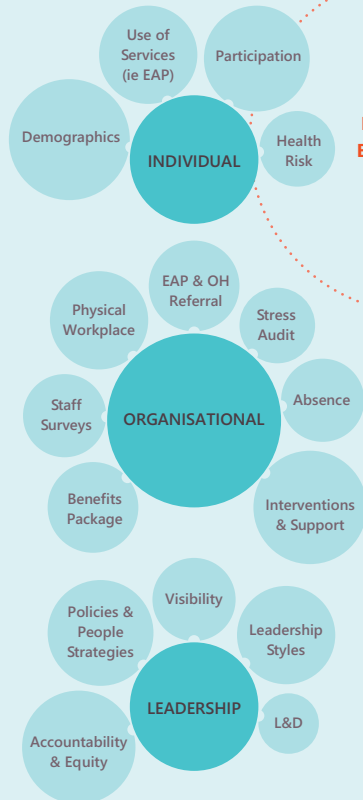 Use of
Services
(ie EAP)
Participation
Demographics
Health
Risk
INDIVIDUAL
EAP & OH
Referral
Physical
Workplace
Stress
Audit
Staff
Surveys
ORGANISATIONAL
Absence
Benefits
Package
Interventions
& Support
Visibility
Policies &
People
Strategies
Leadership
Styles
LEADERSHIP
L&D
Accountability
& Equity